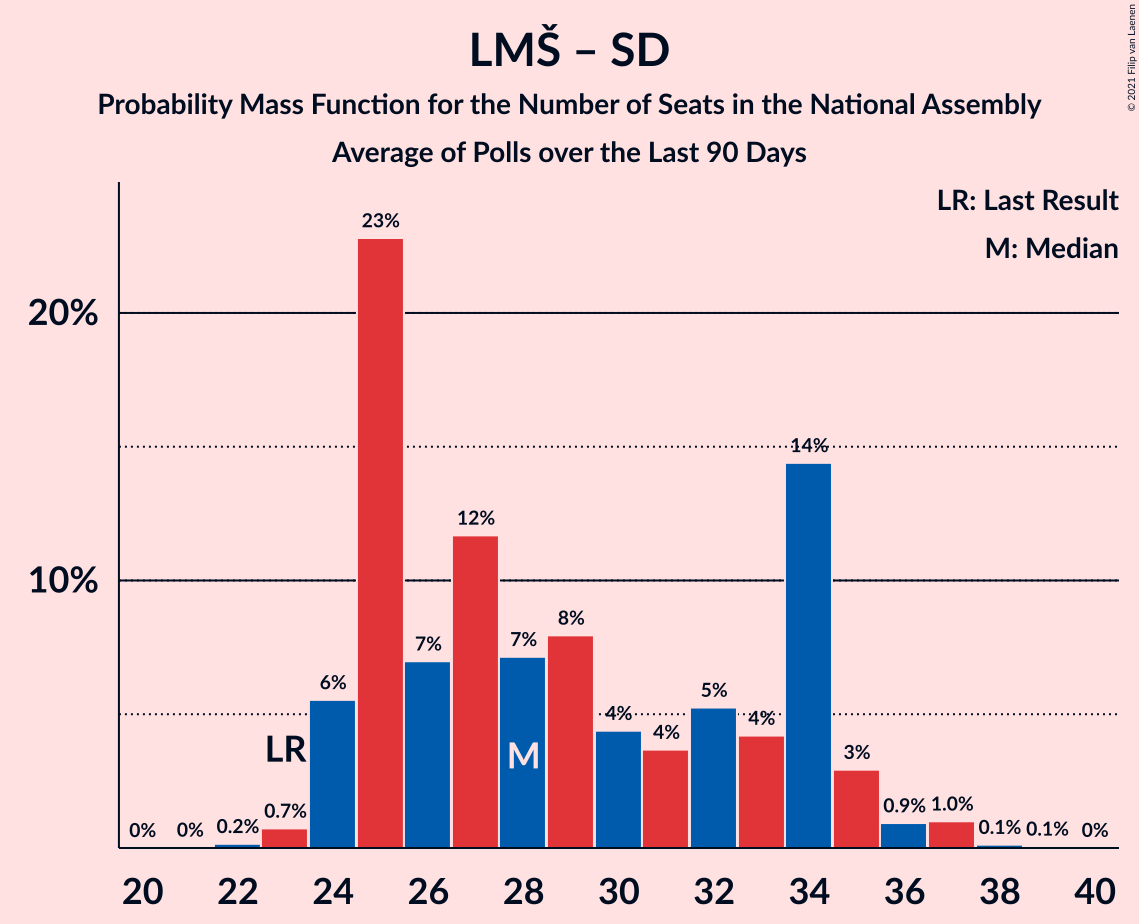 LMŠ – SD
Probability Mass Function for the Number of Seats in the National Assembly
Average of Polls over the Last 90 Days
© 2021 Filip van Laenen
LR: Last Result
M: Median
20%
10%
0%
0%
0.2%
0.7%
6%
23%
7%
12%
7%
8%
4%
4%
5%
4%
14%
3%
0.9%
1.0%
0.1%
0.1%
0%
LR
M
20 22 24 26 28 30 32 34 36 38 40